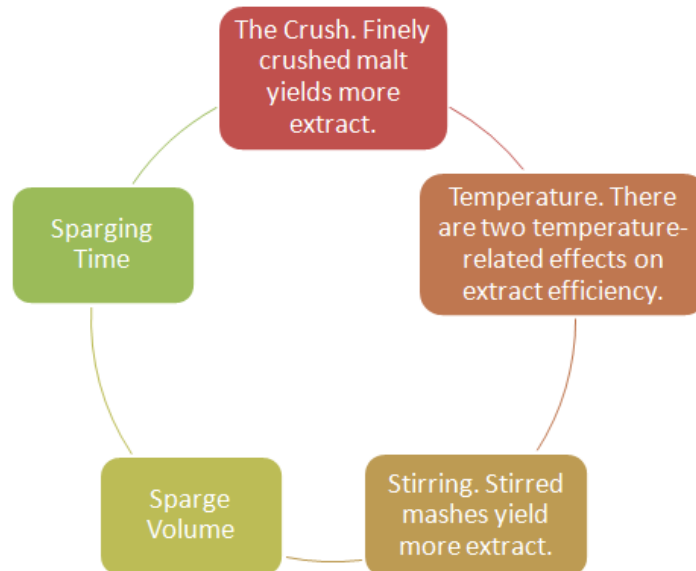 The Crush. Finely
crushed malt
yields more
extract.
Temperature. There
are two temperature-
related effects on
extract efficiency.
Stirring. Stirred
mashes yield
more extract.
Sparge
Volume
Sparging
Time